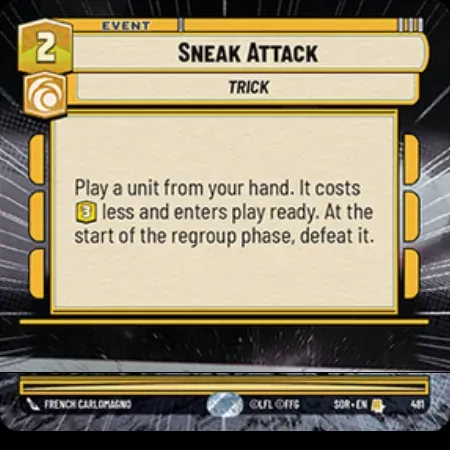 EVENT
2
SNEAK ATTACK
TRICK
Play a unit from your hand. It costs
3 less and enters play ready. At the
start of the regroup phase, defeat it.
FRENCH CARLOMAGNO ©LFL ©FFG SOR • EN 481